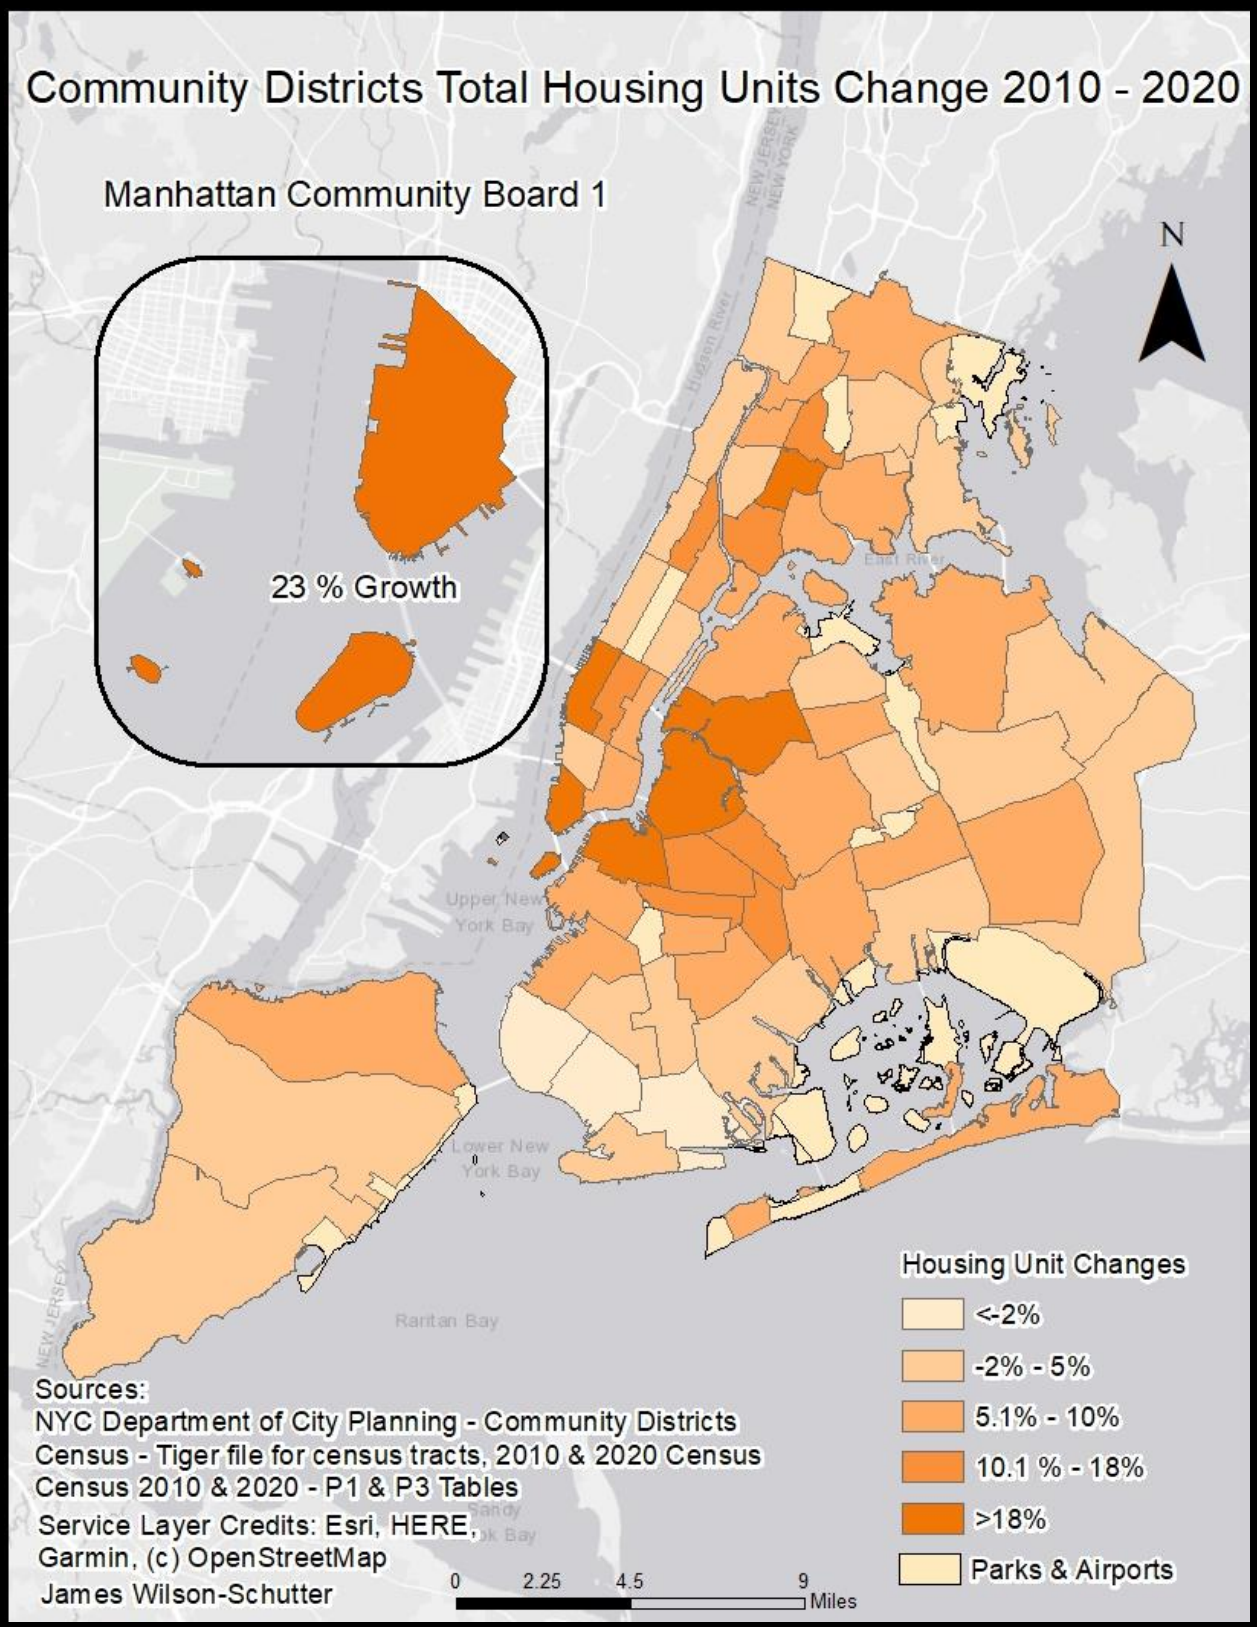 Community Districts Total Housing Units Change 2010 - 2020
NEW JERSEY
NEW YORK
Manhattan Community Board 1
N
Hudson River
23 % Growth
East River
Upper New
York Bay
Lower New
York Bay
Raritan Bay
NEW JERSEY
Housing Unit Changes
<-2%
-2% - 5%
5.1% - 10%
10.1 % - 18%
>18%
Parks & Airports
Sources:
NYC Department of City Planning - Community Districts
Census - Tiger file for census tracts, 2010 & 2020 Census
Census 2010 & 2020 - P1 & P3 Tables
Sandy
Service Layer Credits: Esri, HERE,
Bay
Garmin, (c) OpenStreetMap
James Wilson-Schutter
0 2.25 4.5 9
Miles